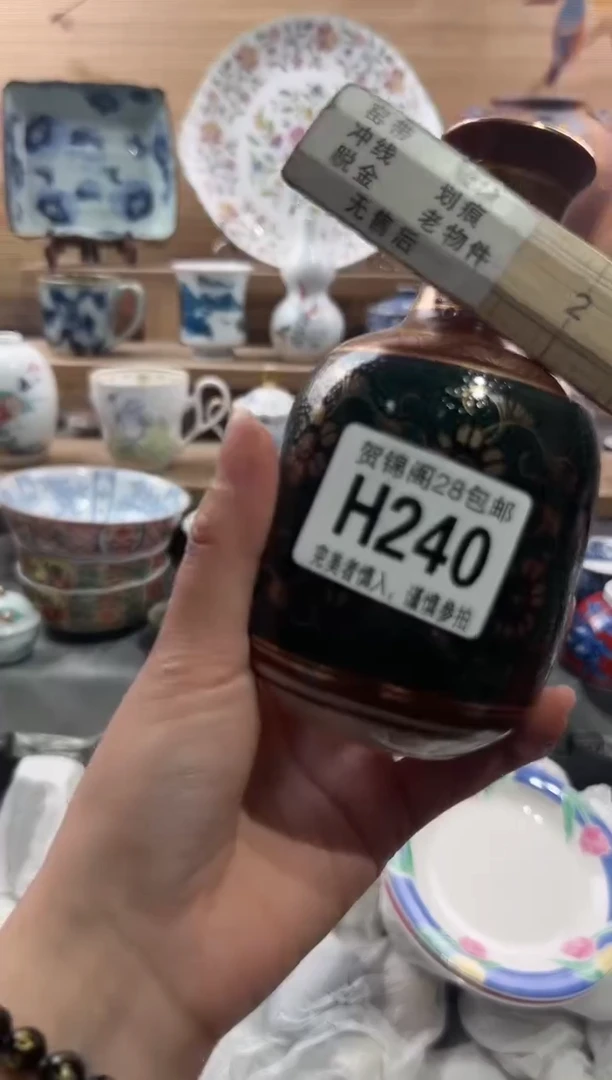 窑带
冲线 划痕
脱金 老物件
无售后
2
贺锦阁28包邮
H240
完美者慎入，谨慎参拍